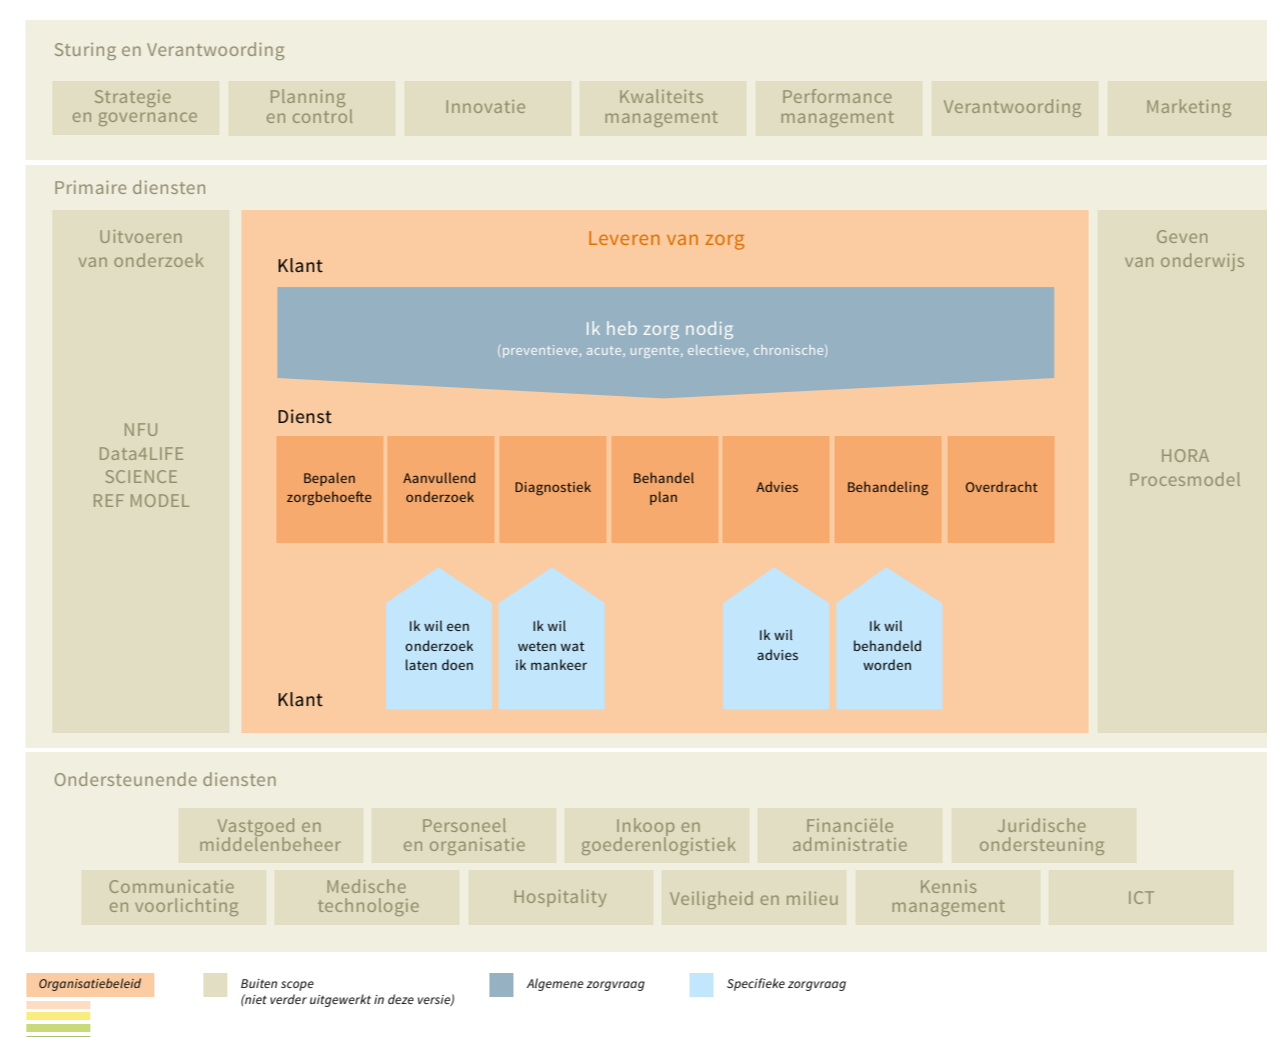 Sturing en Verantwoording
Strategie
en governance
Planning
en control
Innovatie
Kwaliteits
management
Performance
management
Verantwoording
Marketing
Primaire diensten
Uitvoeren
van onderzoek
NFU
Data4LIFE
SCIENCE
REF MODEL
Leveren van zorg
Klant
Ik heb zorg nodig
(preventieve, acute, urgente, electieve, chronische)
Dienst
Bepalen
zorgbehoefte
Aanvullend
onderzoek
Diagnostiek
Behandel
plan
Advies
Behandeling
Overdracht
Ik wil een
onderzoek
laten doen
Ik wil
weten wat
ik mankeer
Ik wil
advies
Ik wil
behandeld
worden
Klant
Geven
van onderwijs
HORA
Procesmodel
Ondersteunende diensten
Vastgoed en
middelenbeheer
Personeel
en organisatie
Inkoop en
goederenlogistiek
Financiële
administratie
Juridische
ondersteuning
Communicatie
en voorlichting
Medische
technologie
Hospitality
Veiligheid en milieu
Kennis
management
ICT
Organisatiebeleid
Buiten scope
(niet verder uitgewerkt in deze versie)
Algemene zorgvraag
Specifieke zorgvraag